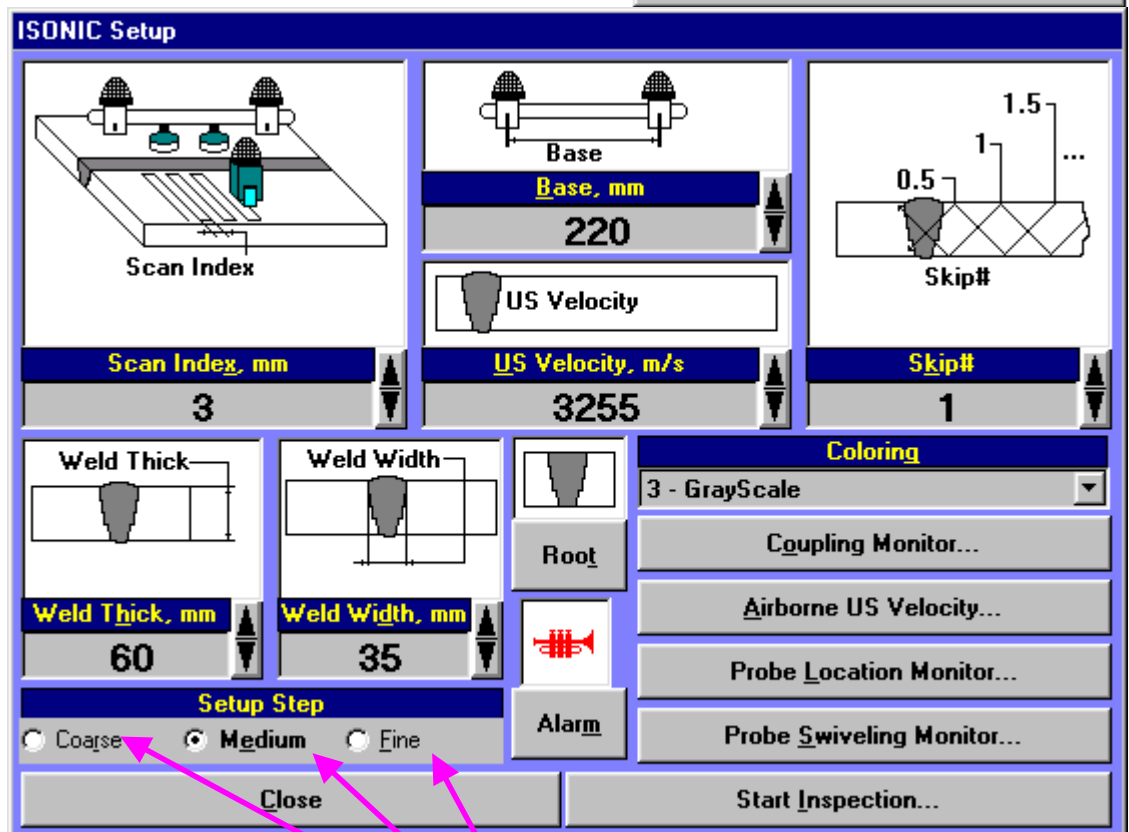 ISONIC Setup
Scan Index
Scan Index, mm
3
Base
Base, mm
220
US Velocity
US Velocity, m/s
3255
0.5
1
1.5
...
Skip#
Skip#
1
Weld Thick
Weld Thick, mm
60
Weld Width
Weld Width, mm
35
Root
Alarm
Coloring
3 - GrayScale
Coupling Monitor...
Airborne US Velocity...
Probe Location Monitor...
Probe Swiveling Monitor...
Setup Step
Coarse
Medium
Fine
Close
Start Inspection...